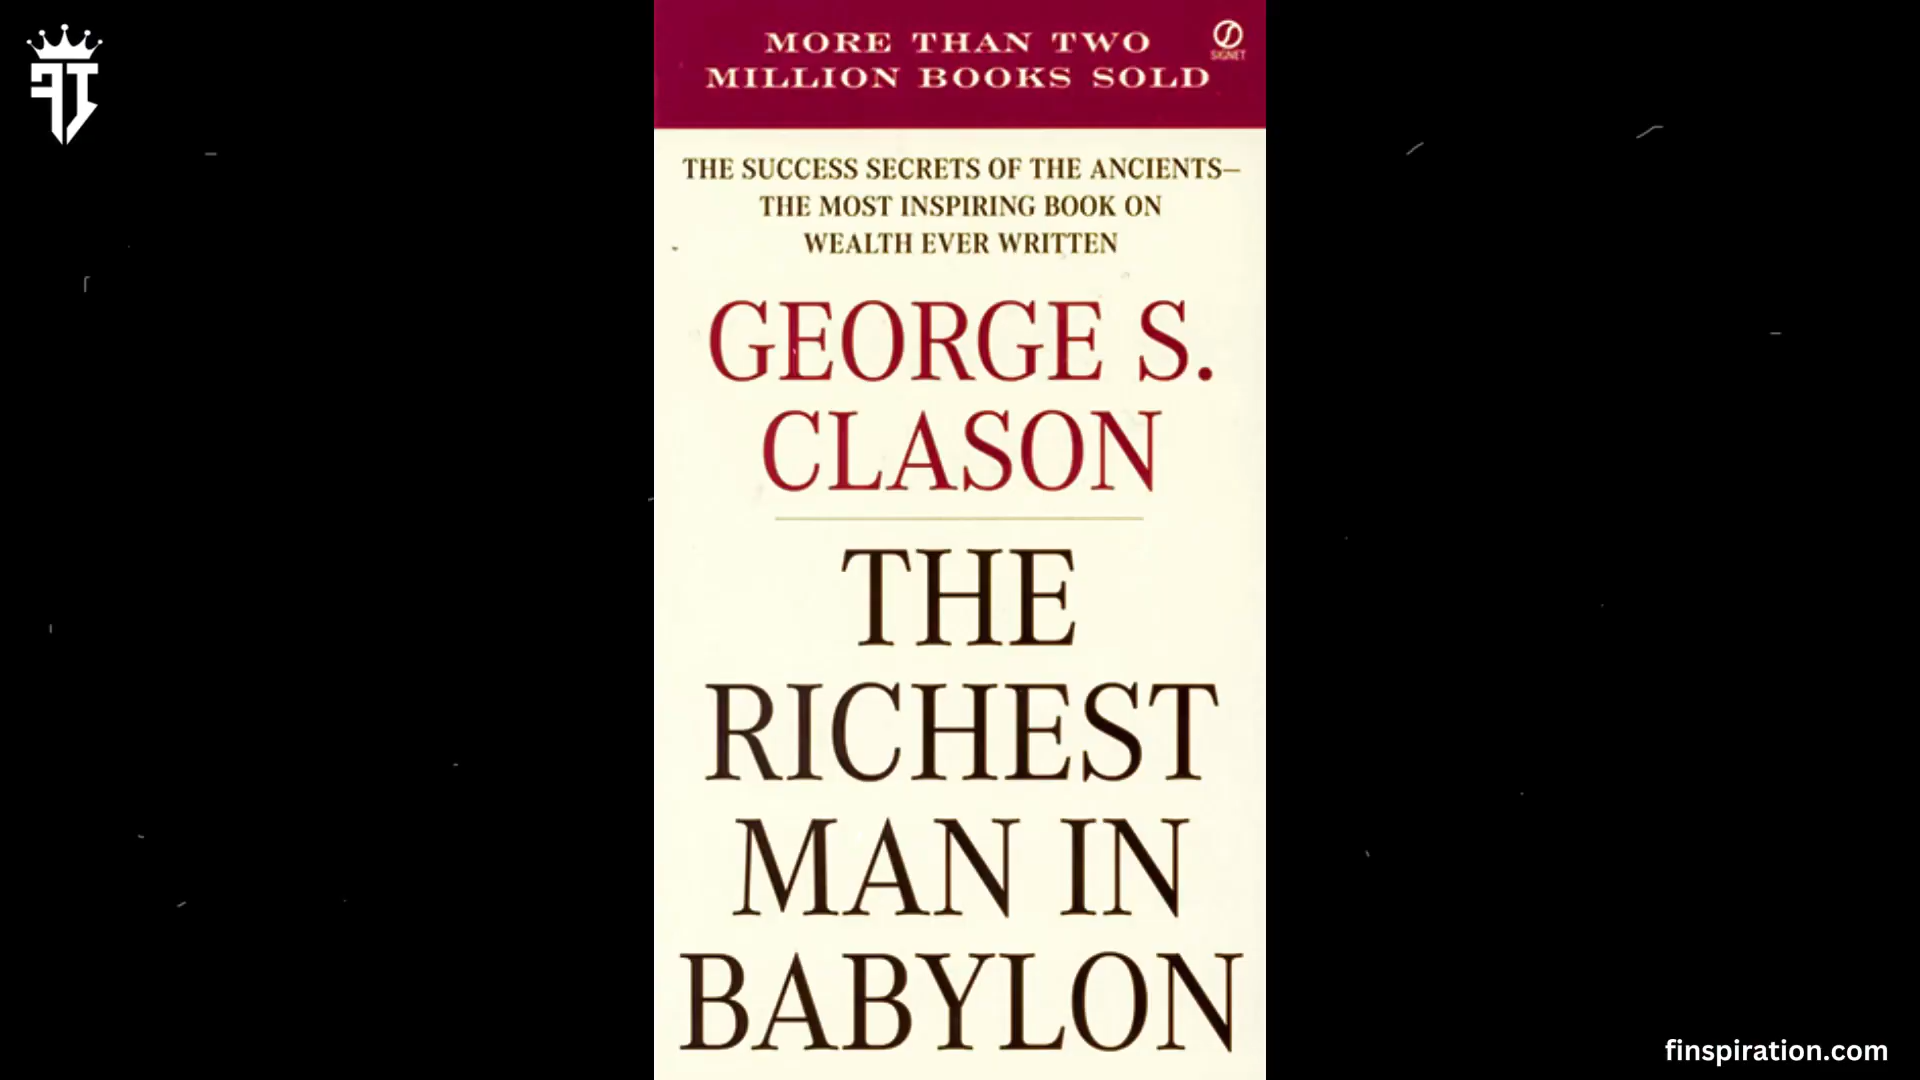 MORE THAN TWO
MILLION BOOKS SOLD
SIGNET
THE SUCCESS SECRETS OF THE ANCIENTS–
THE MOST INSPIRING BOOK ON
WEALTH EVER WRITTEN
GEORGE S.
CLASON
THE
RICHEST
MAN IN
BABYLON
finspiration.com